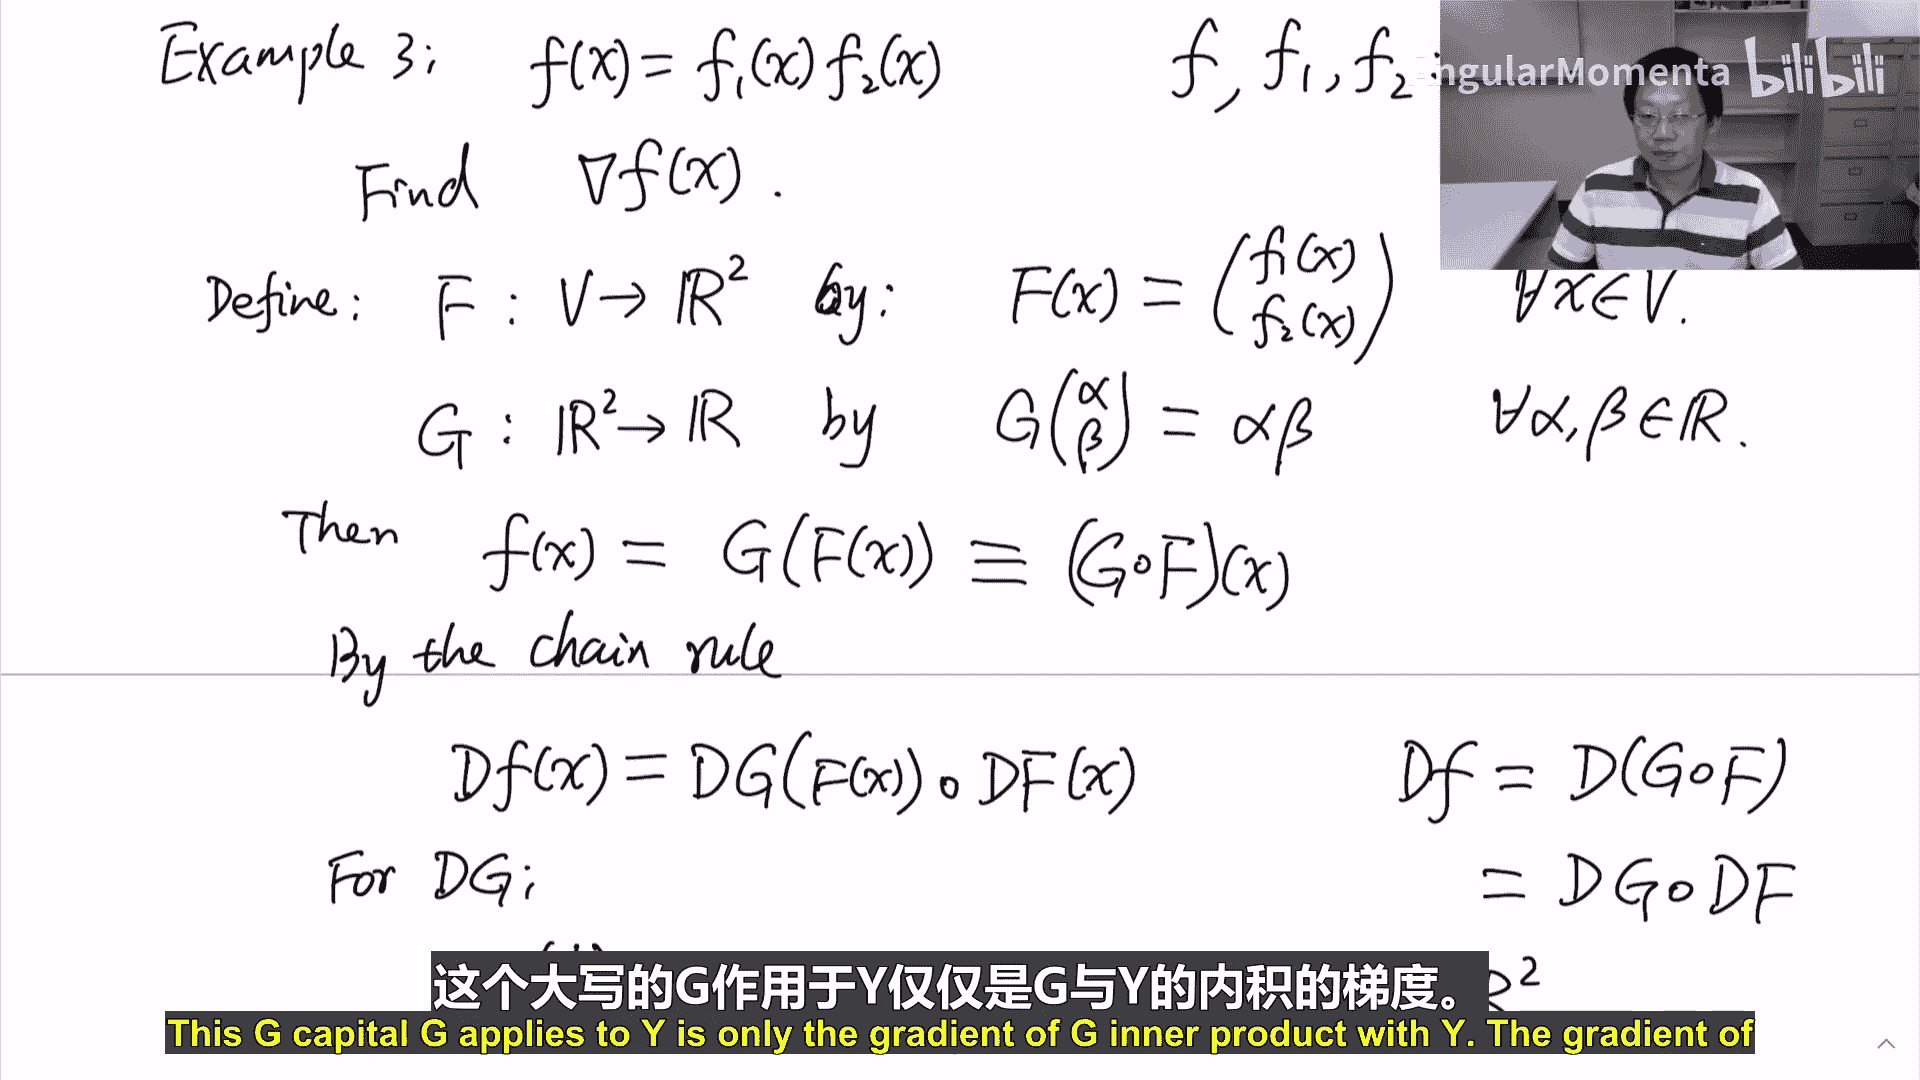 Example 3: f(x) = f₁(x) f₂(x) f, f₁, f₂
ngularMomenta bilibili
Find ∇f(x).
Define: F : V → ℝ² by: F(x) = (f₁(x) f₂(x)) ∀x∈V.
G : ℝ² → ℝ by G(α β) = αβ ∀α, β ∈ ℝ.
Then f(x) = G(F(x)) ≡ (G∘F)(x)
By the chain rule
Df(x) = DG(F(x)) ∘ DF(x) Df = D(G∘F)
For DG; = DG∘DF
这个大写的G作用于Y仅仅是G与Y的内积的梯度。
This G capital G applies to Y is only the gradient of G inner product with Y. The gradient of